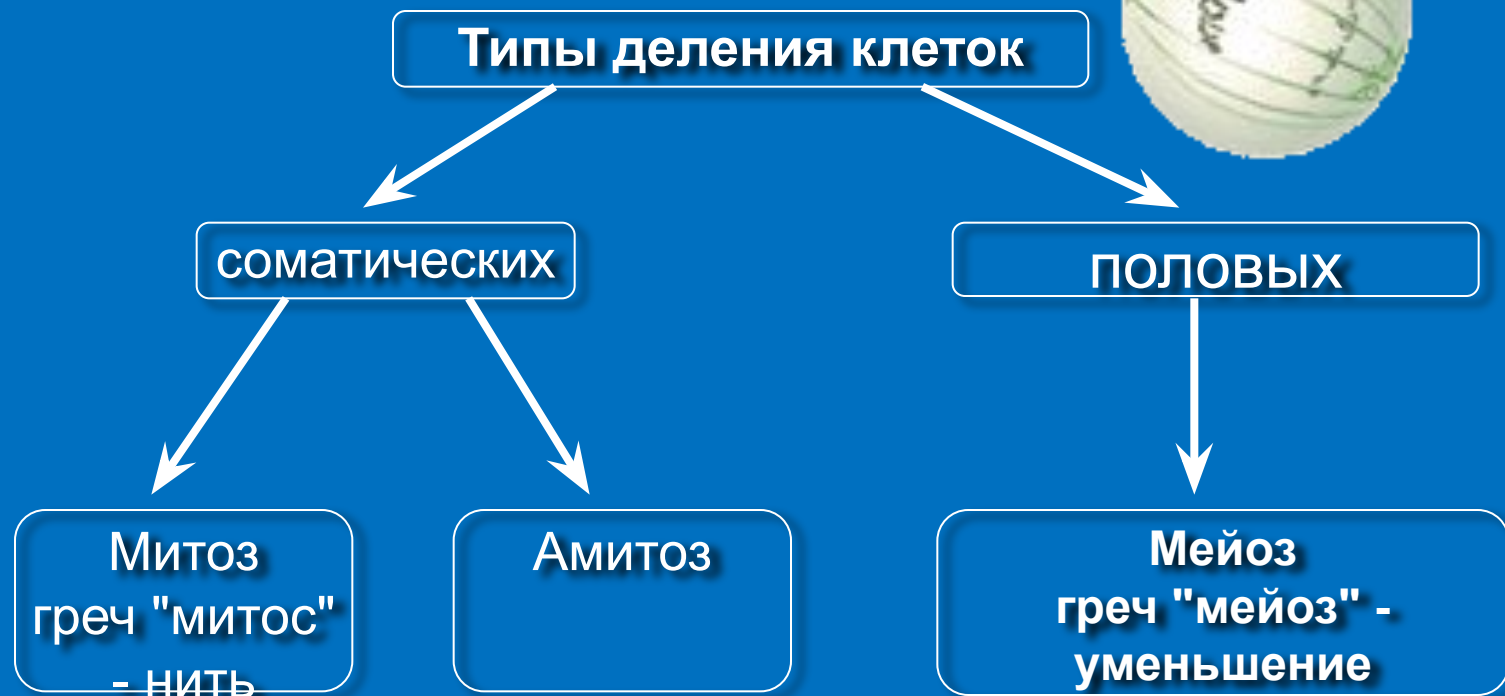 Типы деления клеток
соматических
половых
Митоз
греч "митос"
- нить
Амитоз
Мейоз
греч "мейоз" -
уменьшение